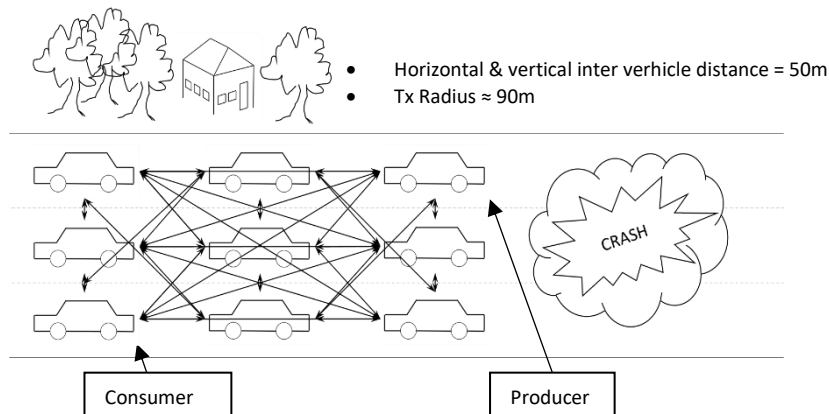 • Horizontal & vertical inter verhicle distance = 50m
• Tx Radius ≈ 90m
CRASH
Consumer
Producer